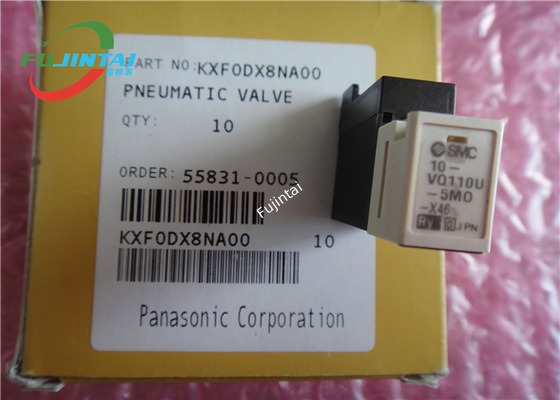 FUJINTAI
PART NO: KXF0DX8NA00
PNEUMATIC VALVE
QTY: 10
ORDER: 55831-0005
KXF0DX8NA00 10
Panasonic Corporation
Fujintai
SMC
10-
VQ110U
-5MO
-X46
Ry JPN